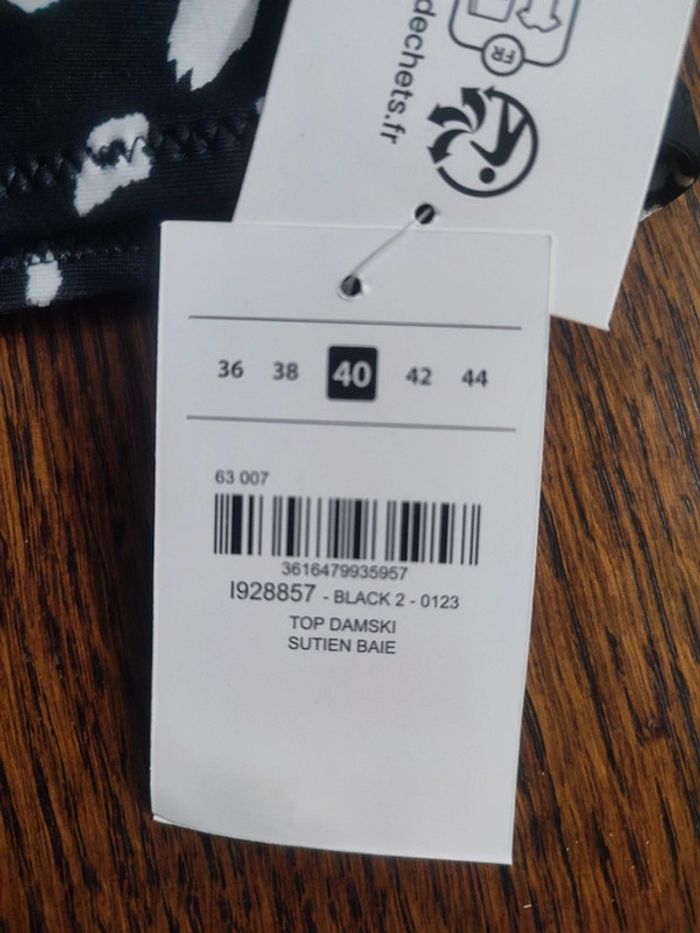 dechets.fr
FR
36 38 40 42 44
63 007
3616479935957
I928857 - BLACK 2 - 0123
TOP DAMSKI
SUTIEN BAIE